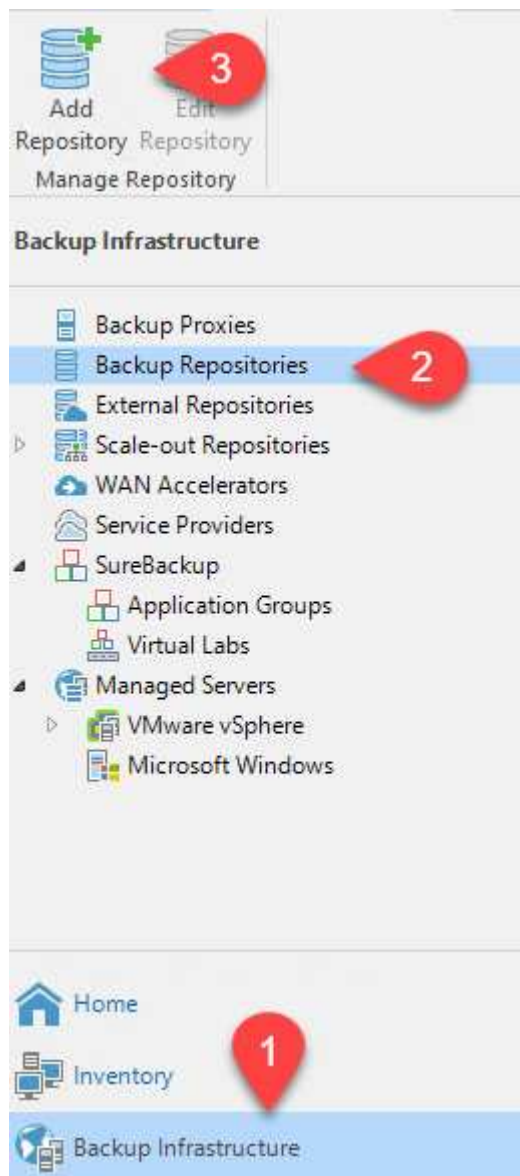 Add
Repository
Edit
Repository
Manage Repository
3
Backup Infrastructure
Backup Proxies
Backup Repositories
2
External Repositories
Scale-out Repositories
WAN Accelerators
Service Providers
SureBackup
Application Groups
Virtual Labs
Managed Servers
VMware vSphere
Microsoft Windows
Home
Inventory
1
Backup Infrastructure